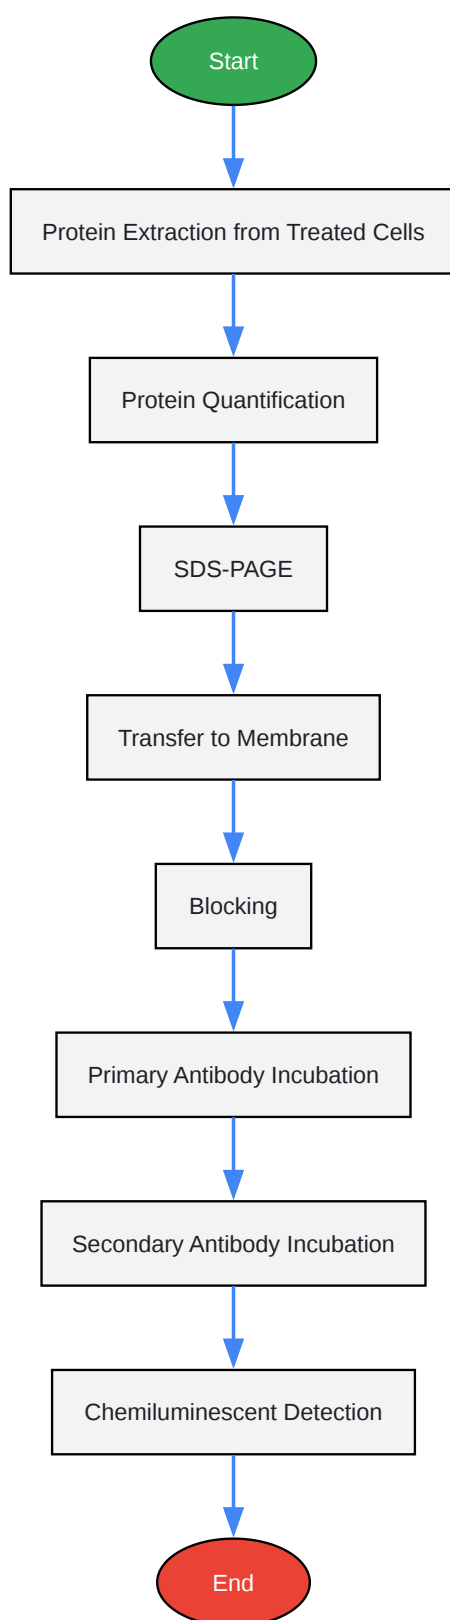 Start
Protein Extraction from Treated Cells
Protein Quantification
SDS-PAGE
Transfer to Membrane
Blocking
Primary Antibody Incubation
Secondary Antibody Incubation
Chemiluminescent Detection
End